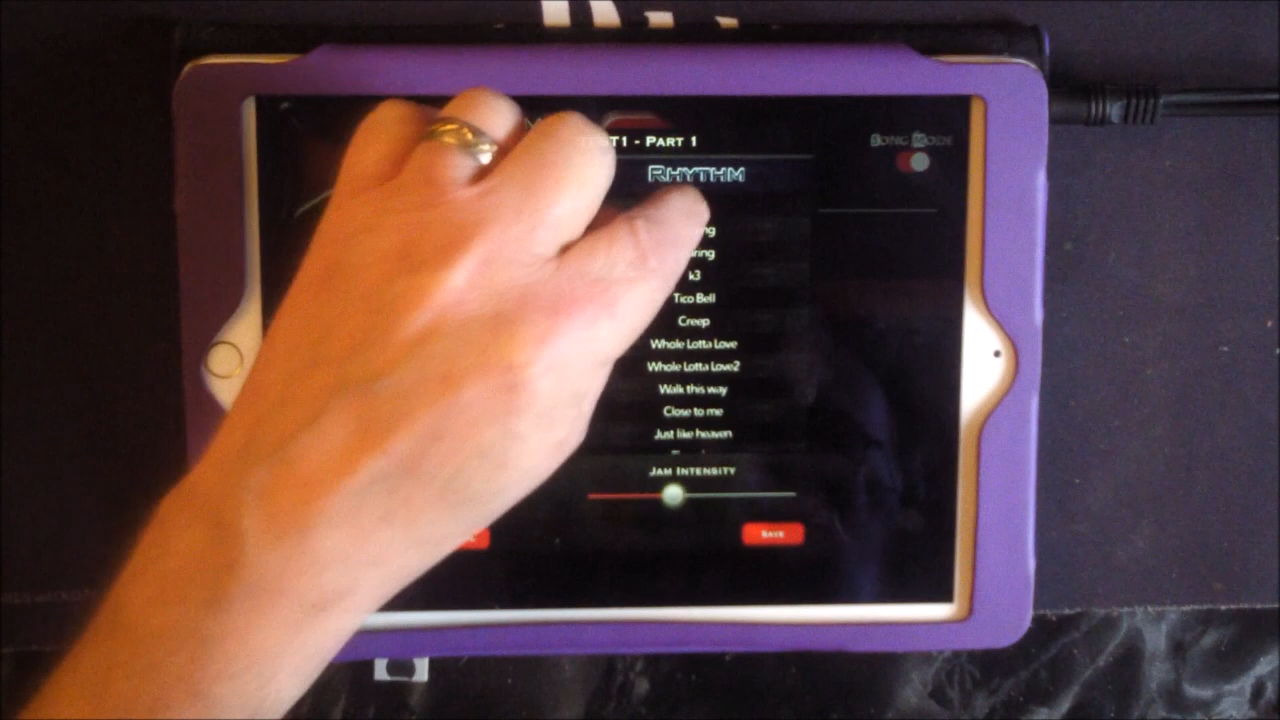 Song Mode
- Part 1
Rhythm
k3
Tico Bell
Creep
Whole Lotta Love
Whole Lotta Love2
Walk this way
Close to me
Just like heaven
Jam Intensity
Save